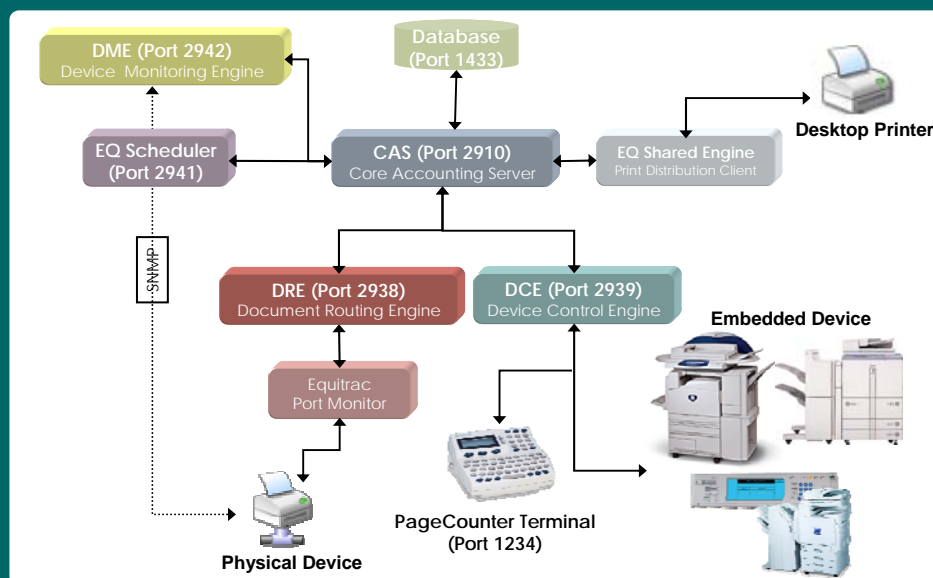 DME (Port 2942)
Device Monitoring Engine
Database
(Port 1433)
Desktop Printer
EQ Scheduler
(Port 2941)
CAS (Port 2910)
Core Accounting Server
EQ Shared Engine
Print Distribution Client
SNMP
DRE (Port 2938)
Document Routing Engine
DCE (Port 2939)
Device Control Engine
Embedded Device
Equitrac
Port Monitor
PageCounter Terminal
(Port 1234)
Physical Device